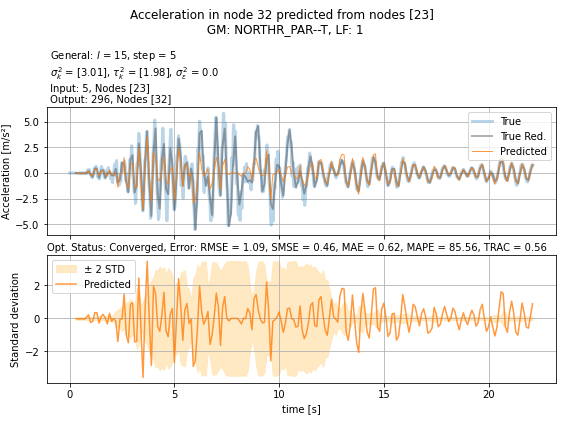 Acceleration in node 32 predicted from nodes [23]
GM: NORTHR_PAR--T, LF: 1
General: l = 15, step = 5
σ²ₖ = [3.01], τ²ₖ = [1.98], σ²ₑ = 0.0
Input: 5, Nodes [23]
Output: 296, Nodes [32]
Acceleration [m/s²]
5.0
2.5
0.0
−2.5
−5.0
True
True Red.
Predicted
Opt. Status: Converged, Error: RMSE = 1.09, SMSE = 0.46, MAE = 0.62, MAPE = 85.56, TRAC = 0.56
Standard deviation
2
0
−2
± 2 STD
Predicted
0
5
10
15
20
time [s]